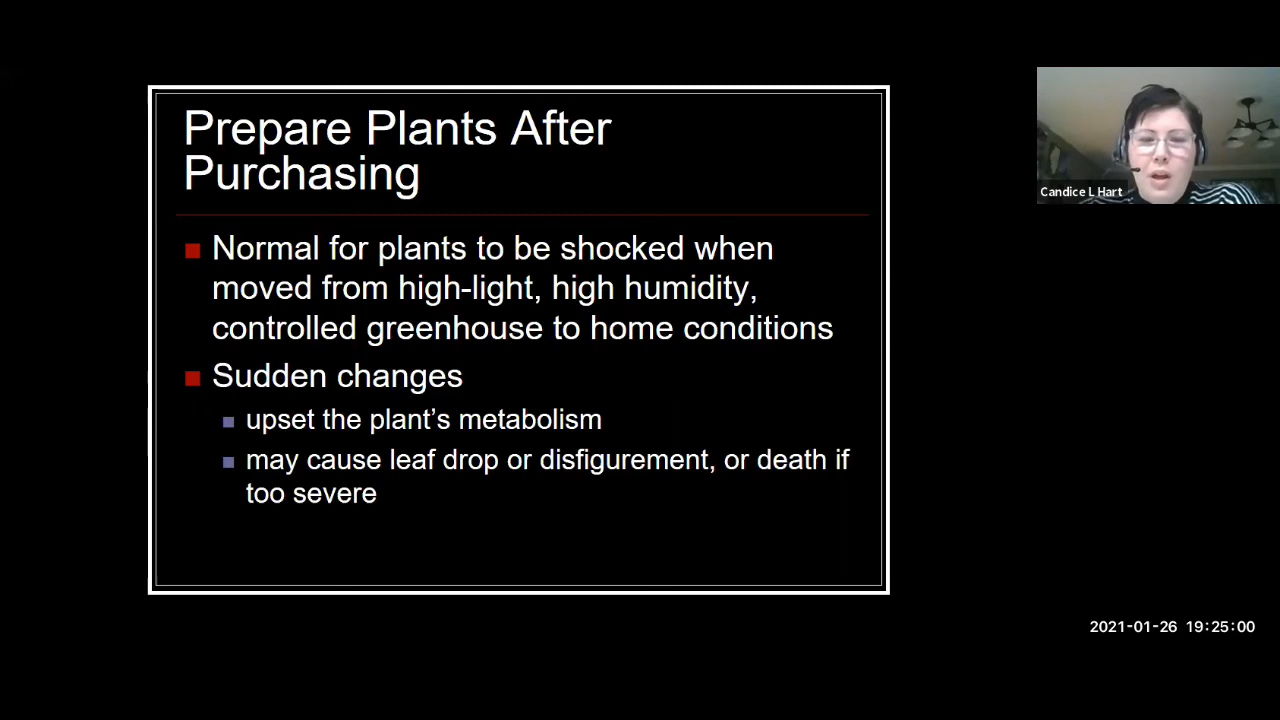 Prepare Plants After
Purchasing
Normal for plants to be shocked when
moved from high-light, high humidity,
controlled greenhouse to home conditions
Sudden changes
upset the plant's metabolism
may cause leaf drop or disfigurement, or death if
too severe
Candice L Hart
2021-01-26 19:25:00